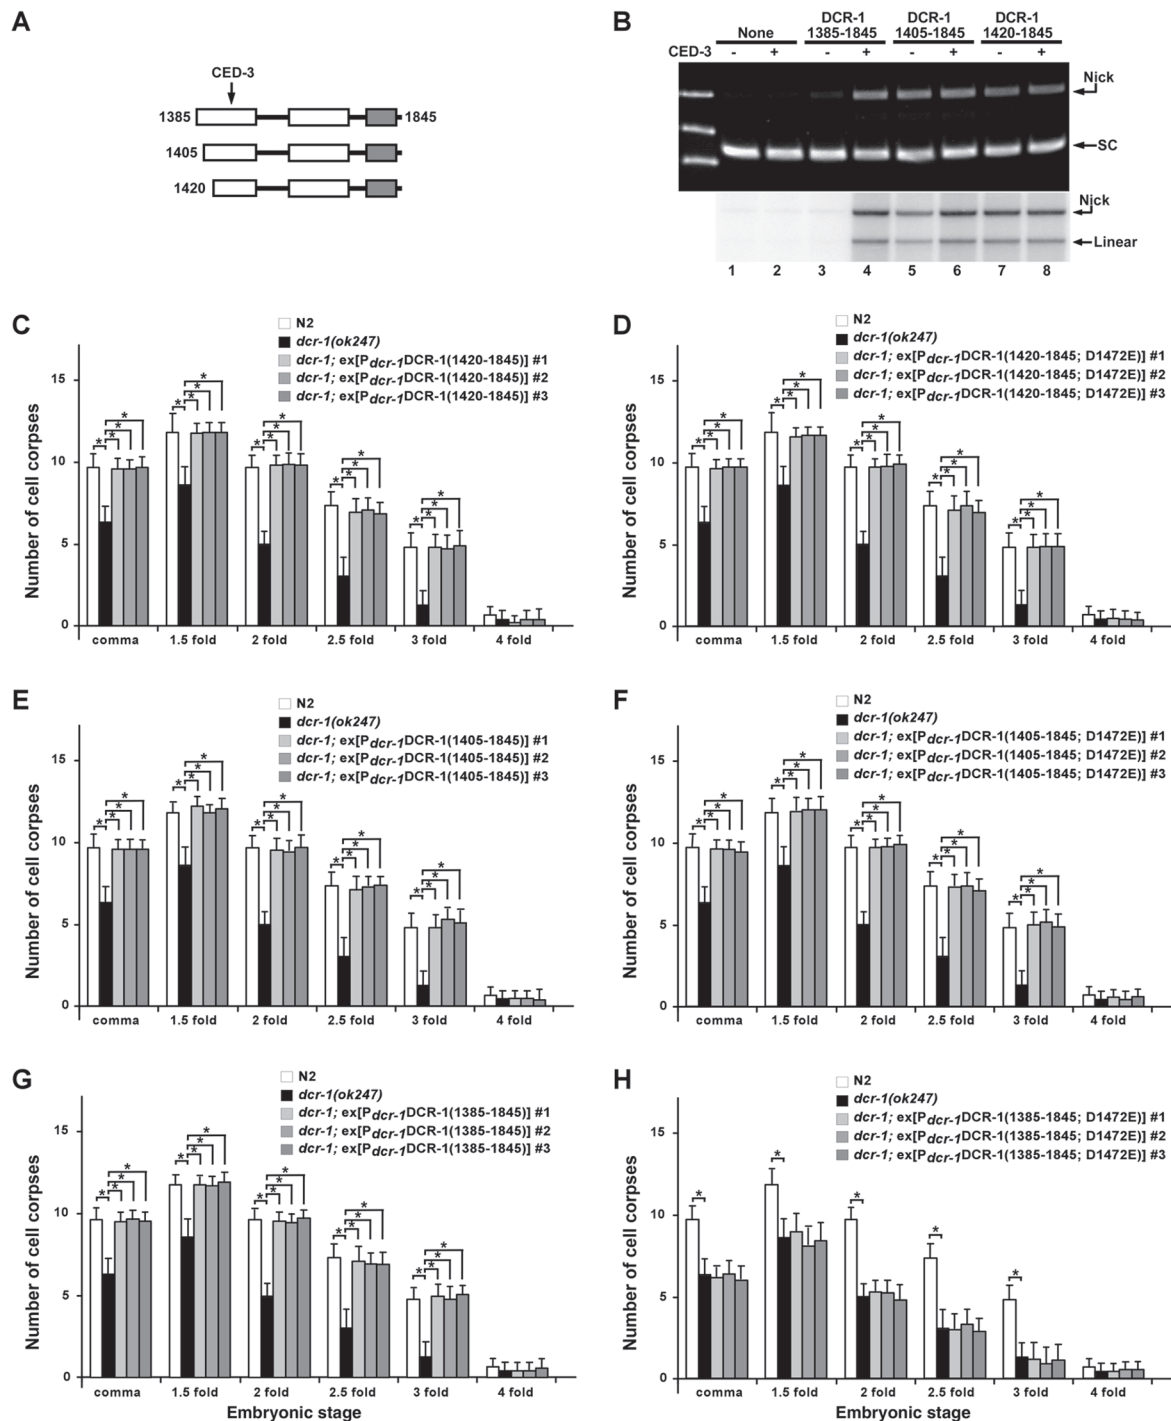 A
CED-3
1385
1845
1405
1420
B
None
DCR-1
1385-1845
DCR-1
1405-1845
DCR-1
1420-1845
CED-3
- + - + - + - +
Nick
SC
Nick
Linear
1 2 3 4 5 6 7 8
C
N2
dcr-1(ok247)
dcr-1; ex[Pdcr-1DCR-1(1420-1845)] #1
dcr-1; ex[Pdcr-1DCR-1(1420-1845)] #2
dcr-1; ex[Pdcr-1DCR-1(1420-1845)] #3
Number of cell corpses
15
10
5
0
* * * * * * * * * * * * * * * * * * * *
comma 1.5 fold 2 fold 2.5 fold 3 fold 4 fold
D
N2
dcr-1(ok247)
dcr-1; ex[Pdcr-1DCR-1(1420-1845; D1472E)] #1
dcr-1; ex[Pdcr-1DCR-1(1420-1845; D1472E)] #2
dcr-1; ex[Pdcr-1DCR-1(1420-1845; D1472E)] #3
Number of cell corpses
15
10
5
0
* * * * * * * * * * * * * * * * * * * *
comma 1.5 fold 2 fold 2.5 fold 3 fold 4 fold
E
N2
dcr-1(ok247)
dcr-1; ex[Pdcr-1DCR-1(1405-1845)] #1
dcr-1; ex[Pdcr-1DCR-1(1405-1845)] #2
dcr-1; ex[Pdcr-1DCR-1(1405-1845)] #3
Number of cell corpses
15
10
5
0
* * * * * * * * * * * * * * * * * * * *
comma 1.5 fold 2 fold 2.5 fold 3 fold 4 fold
F
N2
dcr-1(ok247)
dcr-1; ex[Pdcr-1DCR-1(1405-1845; D1472E)] #1
dcr-1; ex[Pdcr-1DCR-1(1405-1845; D1472E)] #2
dcr-1; ex[Pdcr-1DCR-1(1405-1845; D1472E)] #3
Number of cell corpses
15
10
5
0
* * * * * * * * * * * * * * * * * * * *
comma 1.5 fold 2 fold 2.5 fold 3 fold 4 fold
G
N2
dcr-1(ok247)
dcr-1; ex[Pdcr-1DCR-1(1385-1845)] #1
dcr-1; ex[Pdcr-1DCR-1(1385-1845)] #2
dcr-1; ex[Pdcr-1DCR-1(1385-1845)] #3
Number of cell corpses
15
10
5
0
* * * * * * * * * * * * * * * * * * * *
comma 1.5 fold 2 fold 2.5 fold 3 fold 4 fold
Embryonic stage
H
N2
dcr-1(ok247)
dcr-1; ex[Pdcr-1DCR-1(1385-1845; D1472E)] #1
dcr-1; ex[Pdcr-1DCR-1(1385-1845; D1472E)] #2
dcr-1; ex[Pdcr-1DCR-1(1385-1845; D1472E)] #3
Number of cell corpses
15
10
5
0
* * * * *
comma 1.5 fold 2 fold 2.5 fold 3 fold 4 fold
Embryonic stage